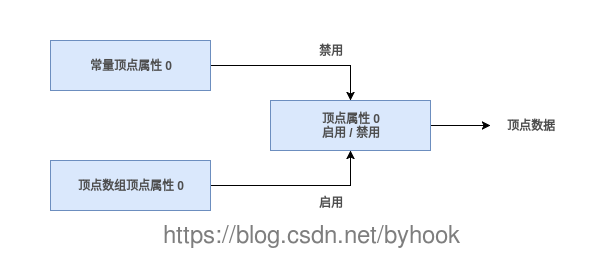 禁用
常量顶点属性 0
顶点属性 0
启用 / 禁用
顶点数据
顶点数组顶点属性 0
启用
https://blog.csdn.net/byhook